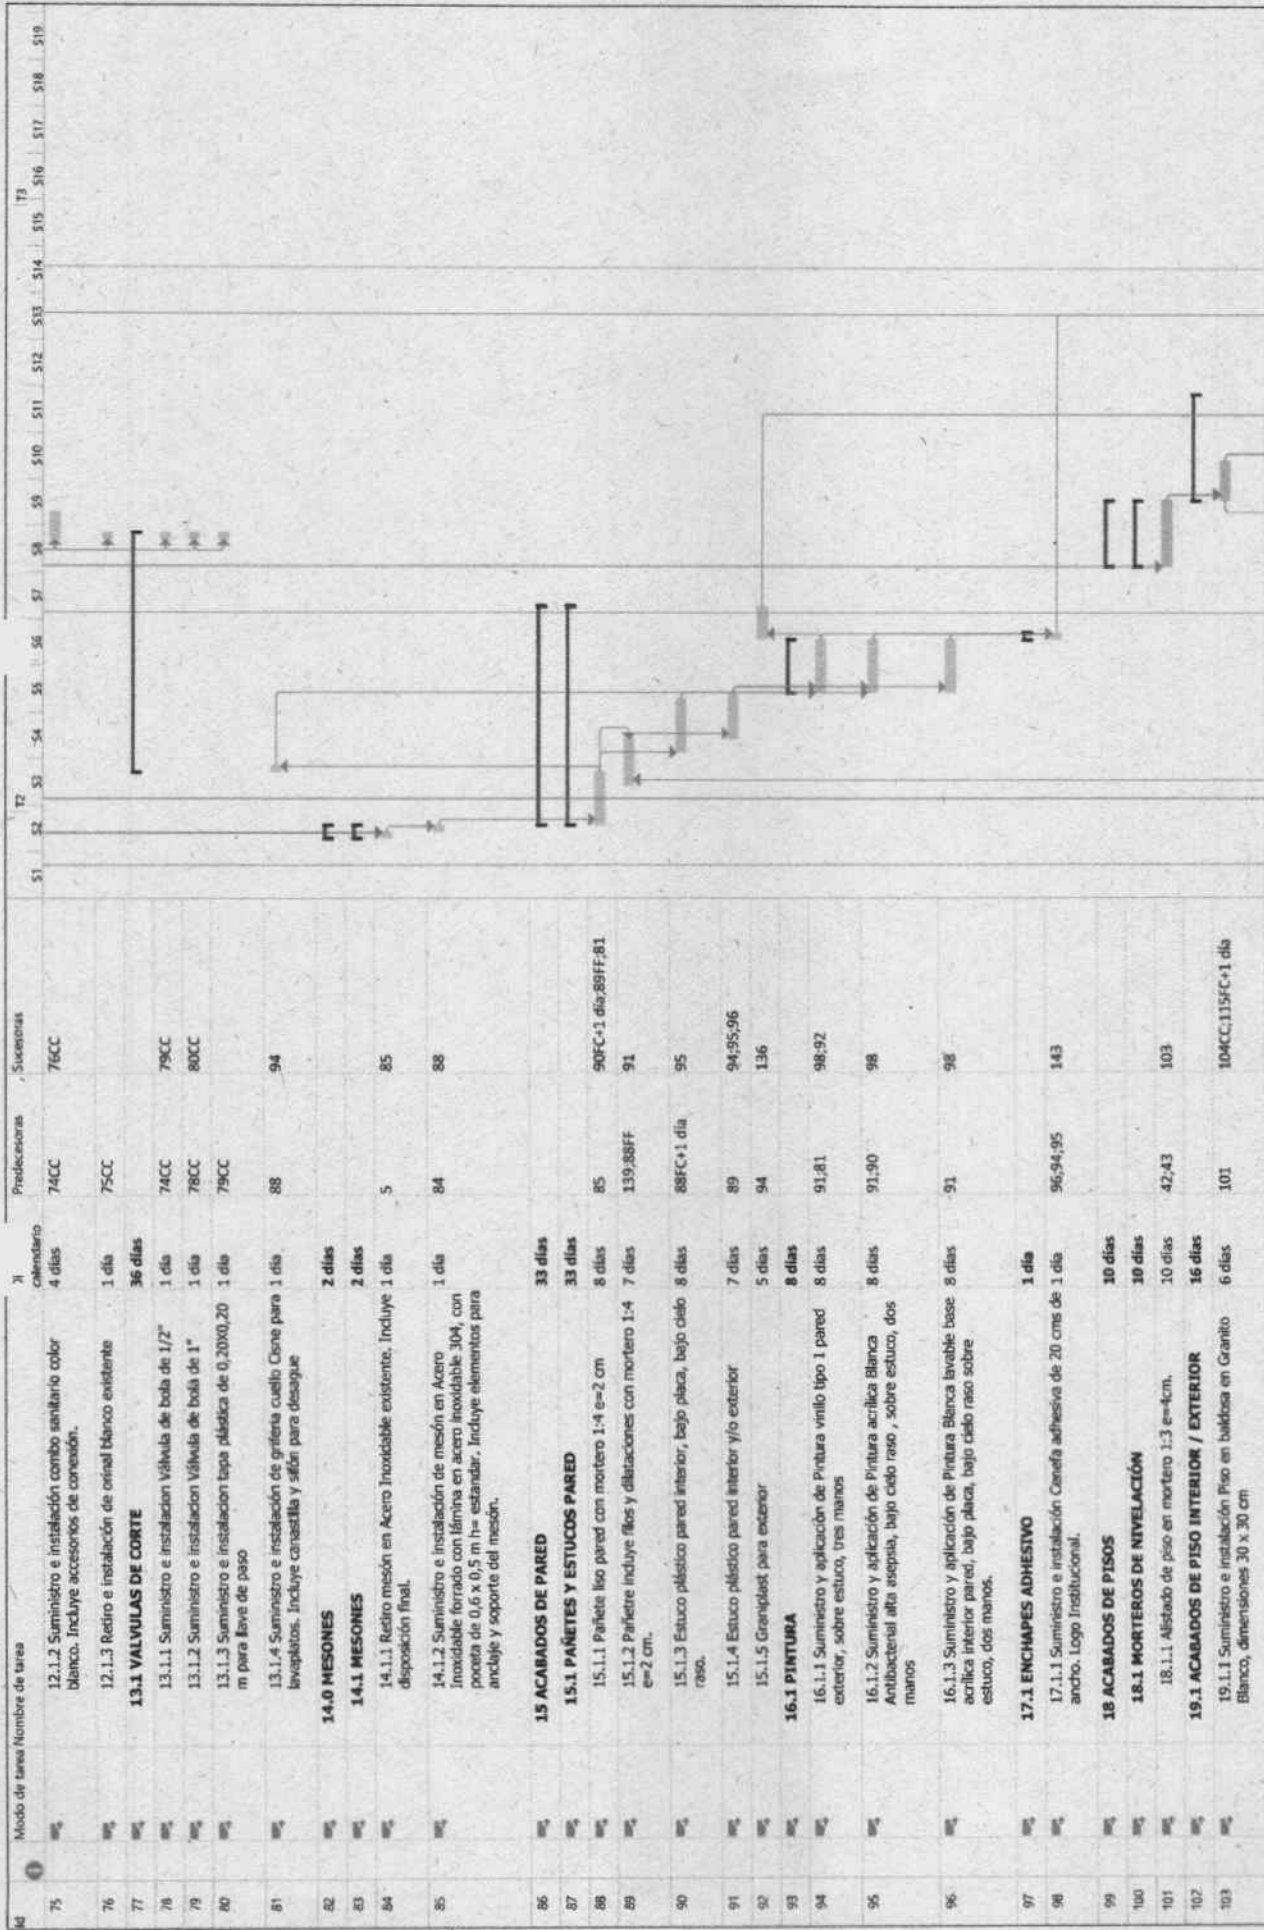 Id
Modo de tarea Nombre de tarea
calendario
Predecesoras
Sucesoras
S1 S2 T2 S3 S4 S5 S6 S7 S8 S9 S10 S11 S12 S13 S14 S15 T3 S16 S17 S18 S19
75 12.1.2 Suministro e instalación combo sanitario color 4 días 74CC 76CC
blanco. Incluye accesorios de conexión.
76 12.1.3 Retiro e instalación de orinal blanco existente 1 día 75CC
77 13.1 VALVULAS DE CORTE 36 días
78 13.1.1 Suministro e instalacion Válvula de bola de 1/2" 1 día 74CC 79CC
79 13.1.2 Suministro e instalacion Válvula de bola de 1" 1 día 78CC 80CC
80 13.1.3 Suministro e instalacion tapa plástica de 0,20X0,20 1 día 79CC
m para llave de paso
81 13.1.4 Suministro e instalación de griferia cuello Cisne para 1 día 88 94
lavaplatos. Incluye canastilla y sifón para desague
82 14.0 MESONES 2 días
83 14.1 MESONES 2 días
84 14.1.1 Retiro mesón en Acero Inoxidable existente. Incluye 1 día 5 85
disposición final.
85 14.1.2 Suministro e instalación de mesón en Acero 1 día 84 88
Inoxidable forrado con lámina en acero inoxidable 304, con
poceta de 0,6 x 0,5 m h= estandar. Incluye elementos para
anclaje y soporte del mesón.
86 15 ACABADOS DE PARED 33 días
87 15.1 PAÑETES Y ESTUCOS PARED 33 días
88 15.1.1 Pañete liso pared con mortero 1:4 e=2 cm 8 días 85 90FC+1 día;89FF;81
89 15.1.2 Pañetre incluye filos y dilataciones con mortero 1:4 7 días 139;88FF 91
e=2 cm.
90 15.1.3 Estuco plástico pared interior, bajo placa, bajo cielo 8 días 88FC+1 día 95
raso.
91 15.1.4 Estuco plástico pared interior y/o exterior 7 días 89 94;95;96
92 15.1.5 Graniplast para exterior 5 días 94 136
93 16.1 PINTURA 8 días
94 16.1.1 Suministro y aplicación de Pintura vinilo tipo 1 pared 8 días 91;81 98;92
exterior, sobre estuco, tres manos
95 16.1.2 Suministro y aplicación de Pintura acrílica Blanca 8 días 91;90 98
Antibacterial alta asepsia, bajo cielo raso , sobre estuco, dos
manos
96 16.1.3 Suministro y aplicación de Pintura Blanca lavable base 8 días 91 98
acrílica interior pared, bajo placa, bajo cielo raso sobre
estuco, dos manos.
97 17.1 ENCHAPES ADHESIVO 1 día
98 17.1.1 Suministro e instalación Cenefa adhesiva de 20 cms de 1 día 96;94;95 143
ancho. Logo Institucional.
99 18 ACABADOS DE PISOS 10 días
100 18.1 MORTEROS DE NIVELACIÓN 10 días
101 18.1.1 Alistado de piso en mortero 1:3 e=4cm. 10 días 42;43 103
102 19.1 ACABADOS DE PISO INTERIOR / EXTERIOR 16 días
103 19.1.1 Suministro e instalación Piso en baldosa en Granito 6 días 101 104CC;115FC+1 día
Blanco, dimensiones 30 x 30 cm